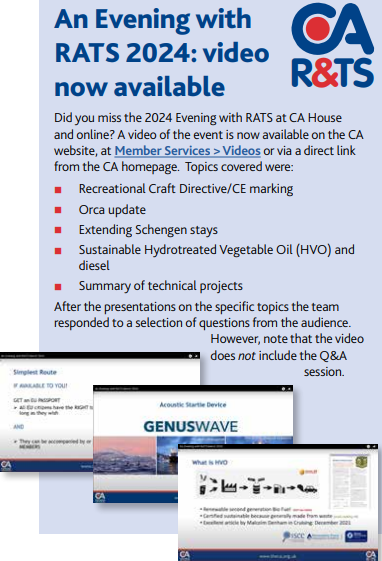 An Evening with
RATS 2024: video
now available
CA
R&TS
Did you miss the 2024 Evening with RATS at CA House
and online? A video of the event is now available on the CA
website, at Member Services > Videos or via a direct link
from the CA homepage. Topics covered were:
■ Recreational Craft Directive/CE marking
■ Orca update
■ Extending Schengen stays
■ Sustainable Hydrotreated Vegetable Oil (HVO) and
diesel
■ Summary of technical projects
After the presentations on the specific topics the team
responded to a selection of questions from the audience.
However, note that the video
does not include the Q&A
session.
Simplest Route
IF AVAILABLE TO YOU!
GET an EU PASSPORT
As EU citizens have the RIGHT t
long as they wish
AND
They can be accompanied by
MEMBERS
CA
Acoustic Startle Device
GENUSWAVE
CA
What is HVO
• Renewable second generation Bio Fuel
• Certified sustainable because generally made from waste
• Excellent article by Malcolm Denham in Cruising: December 2021
ISCC
CA
www.theca.org.uk